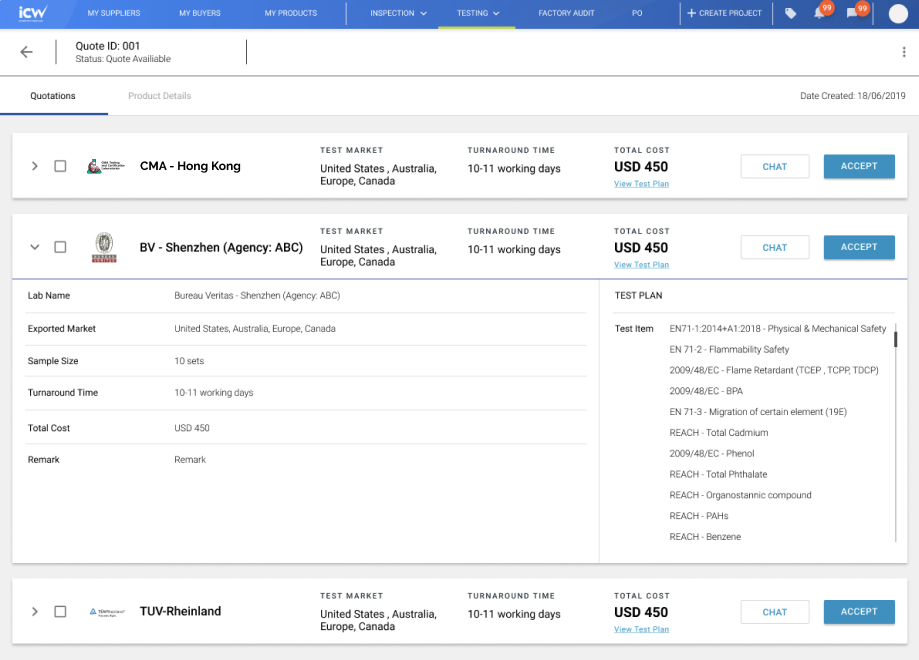 icw
MY SUPPLIERS
MY BUYERS
MY PRODUCTS
INSPECTION
TESTING
FACTORY AUDIT
PO
+ CREATE PROJECT
99
99
Quote ID: 001
Status: Quote Availiable
Quotations
Product Details
Date Created: 18/06/2019
CMA - Hong Kong
TEST MARKET
United States , Australia,
Europe, Canada
TURNAROUND TIME
10-11 working days
TOTAL COST
USD 450
View Test Plan
CHAT
ACCEPT
BUREAU
VERITAS
BV - Shenzhen (Agency: ABC)
TEST MARKET
United States , Australia,
Europe, Canada
TURNAROUND TIME
10-11 working days
TOTAL COST
USD 450
View Test Plan
CHAT
ACCEPT
Lab Name
Bureau Veritas - Shenzhen (Agency: ABC)
Exported Market
United States, Australia, Europe, Canada
Sample Size
10 sets
Turnaround Time
10-11 working days
Total Cost
USD 450
Remark
Remark
TEST PLAN
Test Item
EN71-1:2014+A1:2018 - Physical & Mechanical Safety
EN 71-2 - Flammability Safety
2009/48/EC - Flame Retardant (TCEP , TCPP, TDCP)
2009/48/EC - BPA
EN 71-3 - Migration of certain element (19E)
REACH - Total Cadmium
2009/48/EC - Phenol
REACH - Total Phthalate
REACH - Organostannic compound
REACH - PAHs
REACH - Benzene
TUV-Rheinland
TEST MARKET
United States , Australia,
Europe, Canada
TURNAROUND TIME
10-11 working days
TOTAL COST
USD 450
View Test Plan
CHAT
ACCEPT